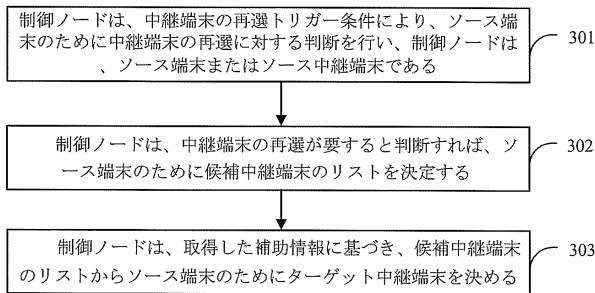 制御ノードは、中継端末の再選トリガー条件により、ソース端
末のために中継端末の再選に対する判断を行い、制御ノードは
、ソース端末またはソース中継端末である
301
制御ノードは、中継端末の再選が要すると判断すれば、ソ
ース端末のために候補中継端末のリストを決定する
302
制御ノードは、取得した補助情報に基づき、候補中継端末
のリストからソース端末のためにターゲット中継端末を決める
303